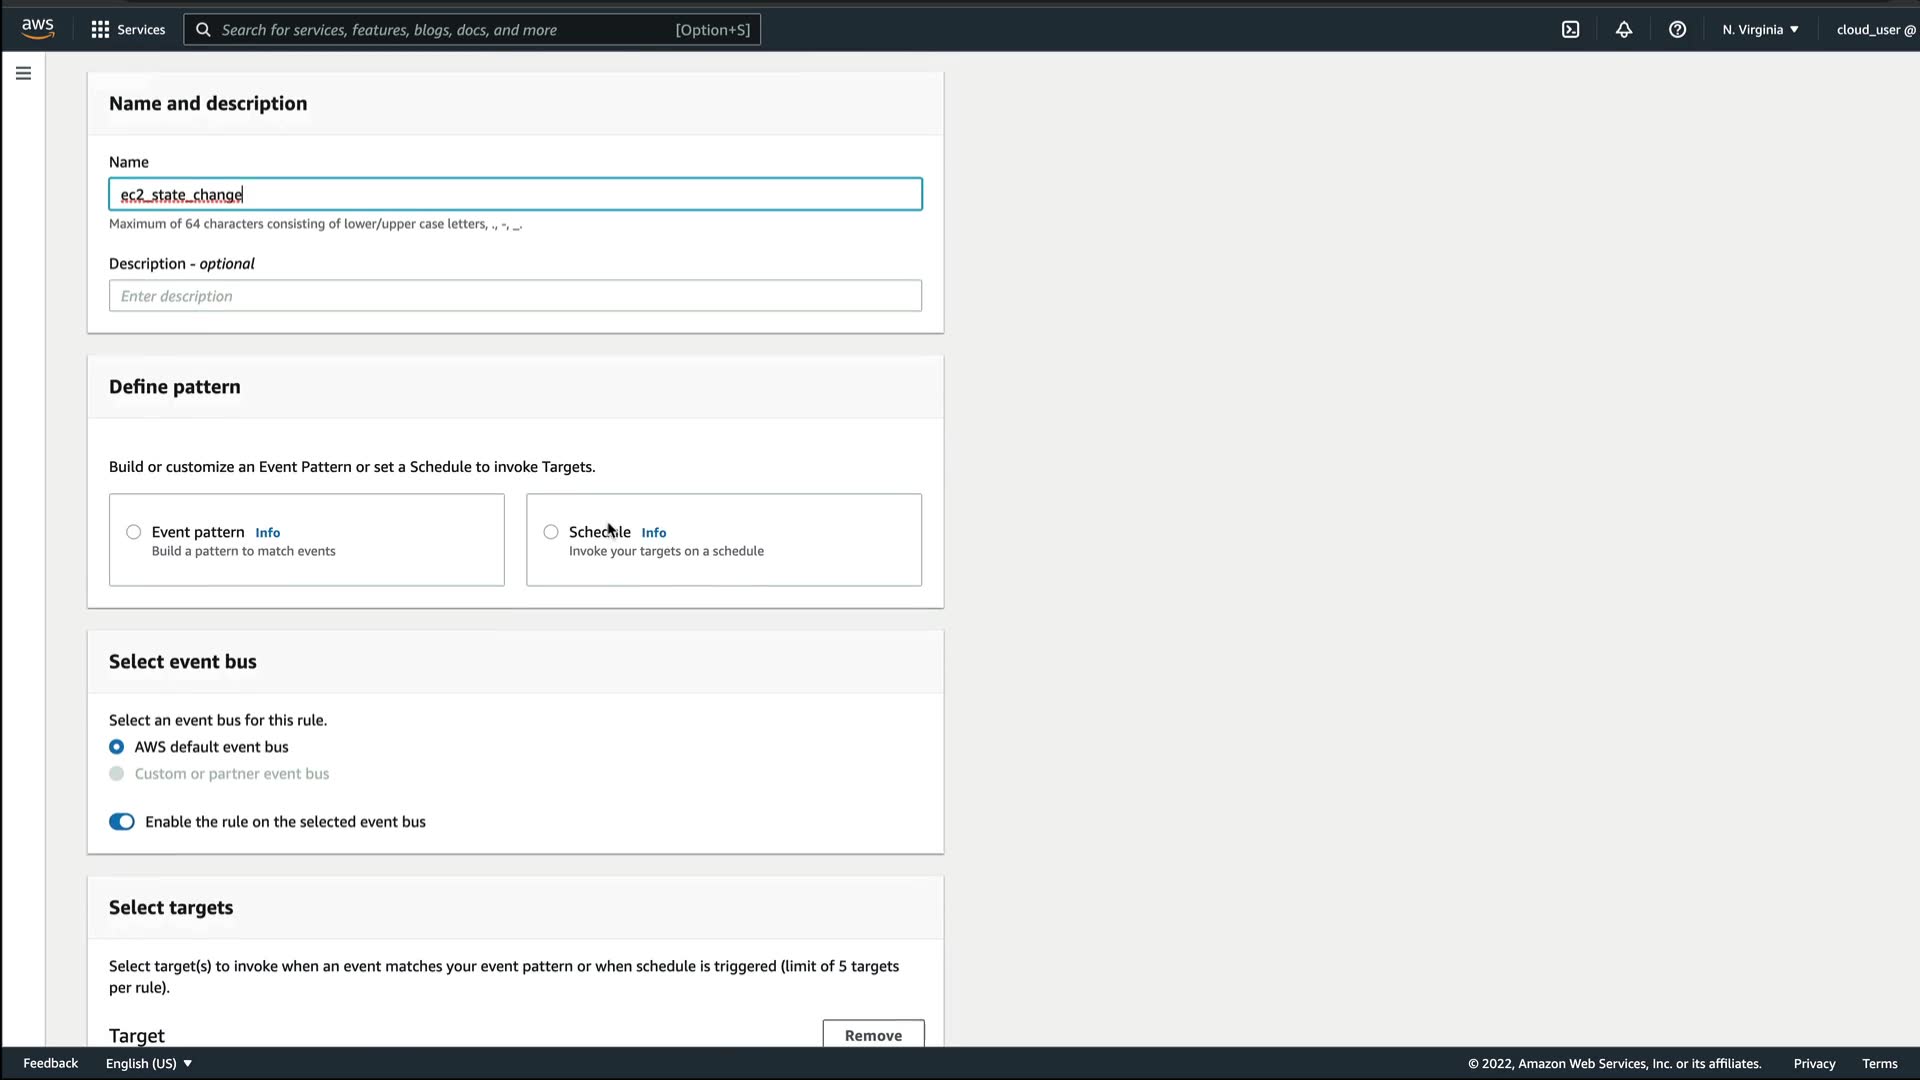 aws
Services
Search for services, features, blogs, docs, and more
[Option+S]
N. Virginia
cloud_user @
Name and description
Name
ec2_state_change
Maximum of 64 characters consisting of lower/upper case letters, ., -, _.
Description - optional
Enter description
Define pattern
Build or customize an Event Pattern or set a Schedule to invoke Targets.
Event pattern Info
Build a pattern to match events
Schedule Info
Invoke your targets on a schedule
Select event bus
Select an event bus for this rule.
AWS default event bus
Custom or partner event bus
Enable the rule on the selected event bus
Select targets
Select target(s) to invoke when an event matches your event pattern or when schedule is triggered (limit of 5 targets
per rule).
Target
Remove
Feedback
English (US)
© 2022, Amazon Web Services, Inc. or its affiliates.
Privacy
Terms